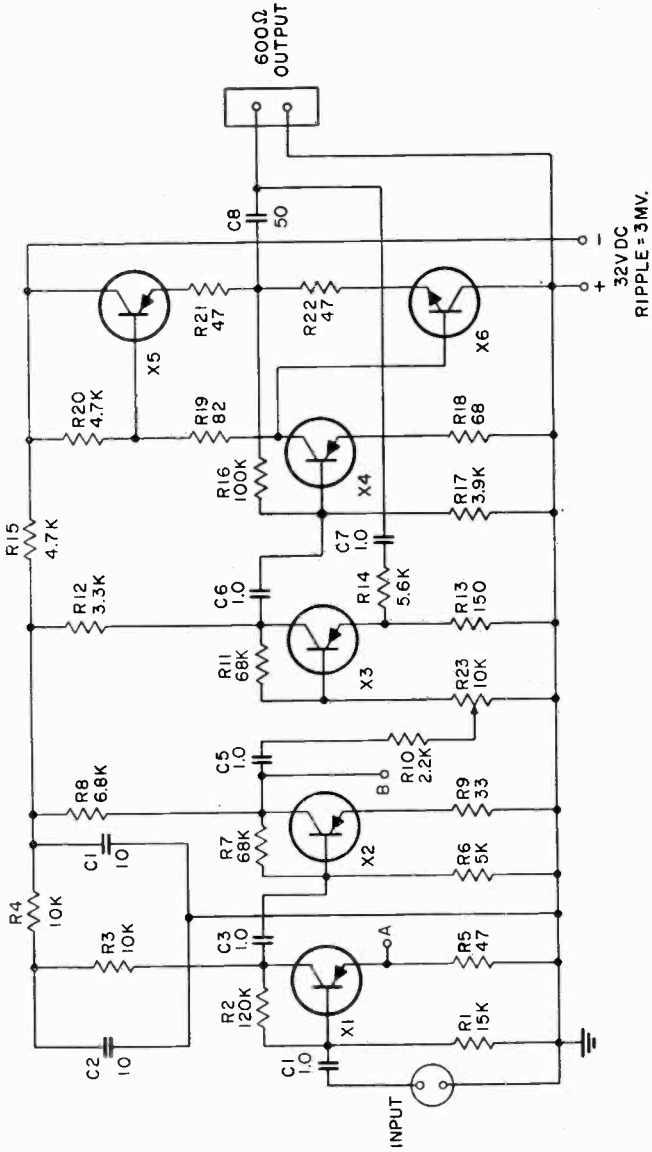 R4
10K
R15
4.7K
C2
10
R3
10K
C1
10
R8
6.8K
R12
3.3K
R20
4.7K
X5
R21
47
C8
50
600Ω
OUTPUT
R2
120K
C3
1.0
R7
68K
C5
1.0
R11
68K
C6
1.0
R16
100K
R19
82
R22
47
X6
C1
1.0
X1
A
X2
B
R10
2.2K
X3
R14
5.6K
C7
1.0
X4
INPUT
R1
15K
R5
47
R6
5K
R9
33
R23
10K
R13
150
R17
3.9K
R18
68
+
-
32VDC
RIPPLE = 3MV.